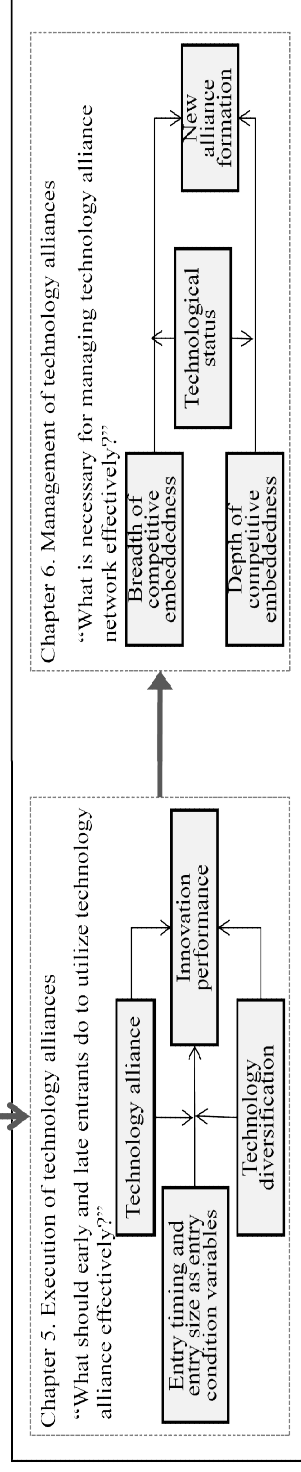 Chapter 5. Execution of technology alliances
“What should early and late entrants do to utilize technology
alliance effectively?”
Technology alliance
Entry timing and
entry size as entry
condition variables
Innovation
performance
Technology
diversification
Chapter 6. Management of technology alliances
“What is necessary for managing technology alliance
network effectively?”
Breadth of
competitive
embeddedness
Technological
status
New
alliance
formation
Depth of
competitive
embeddedness